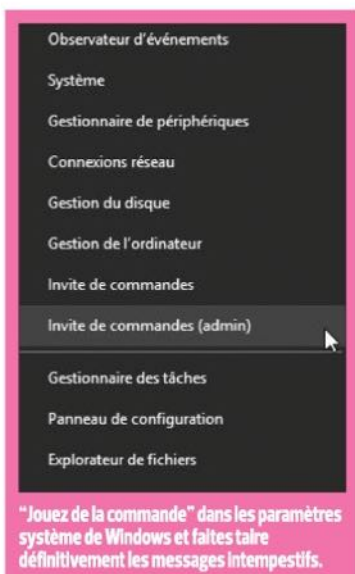 Observateur d'événements
Système
Gestionnaire de périphériques
Connexions réseau
Gestion du disque
Gestion de l'ordinateur
Invite de commandes
Invite de commandes (admin)
Gestionnaire des tâches
Panneau de configuration
Explorateur de fichiers
"Jouez de la commande" dans les paramètres
système de Windows et faites taire
définitivement les messages intempestifs.